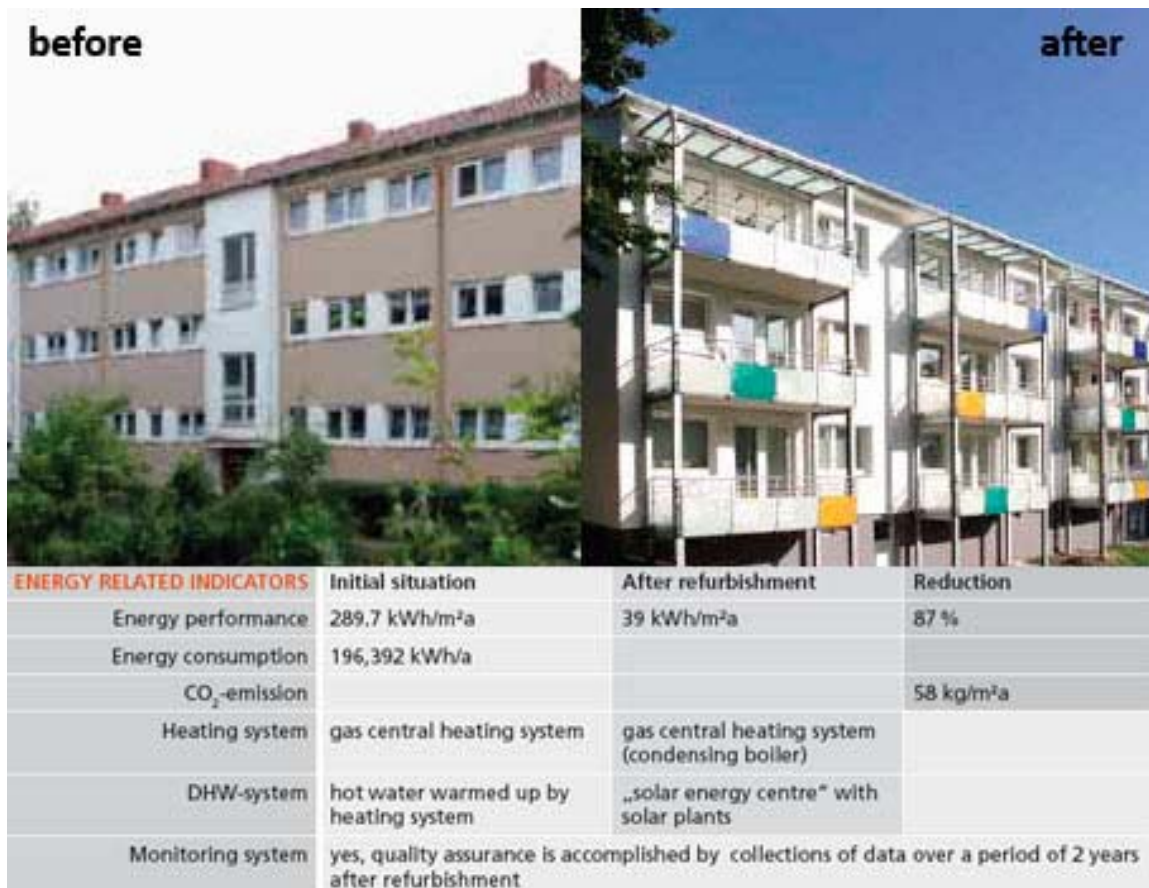 before
after
ENERGY RELATED INDICATORS Initial situation After refurbishment Reduction
Energy performance 289.7 kWh/m²a 39 kWh/m²a 87 %
Energy consumption 196,392 kWh/a
CO₂-emission 58 kg/m²a
Heating system gas central heating system gas central heating system
(condensing boiler)
DHW-system hot water warmed up by „solar energy centre“ with
heating system solar plants
Monitoring system yes, quality assurance is accomplished by collections of data over a period of 2 years
after refurbishment